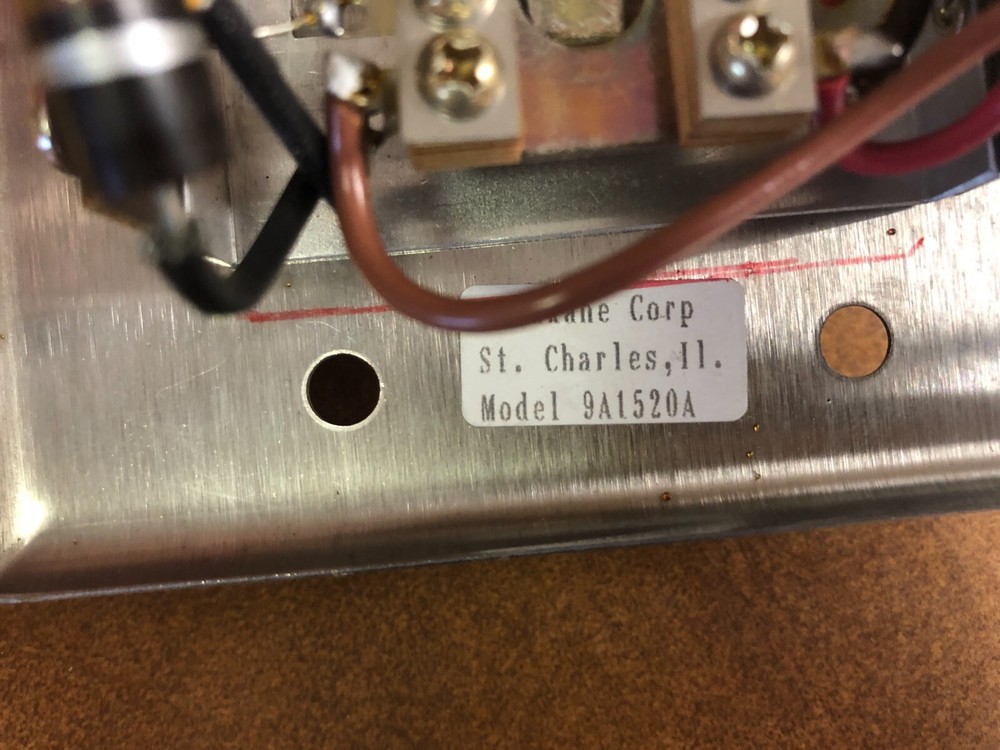 Corp
St. Charles,Il.
Model 9A1520A